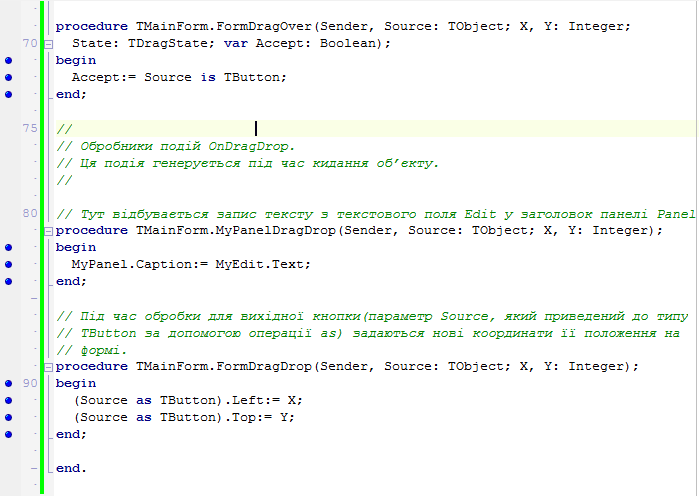 procedure TMainForm.FormDragOver(Sender, Source: TObject; X, Y: Integer;
70 State: TDragState; var Accept: Boolean);
begin
Accept:= Source is TButton;
end;
75 //
// Обробники подій OnDragDrop.
// Ця подія генерується під час кидання об’єкту.
//
80 // Тут відбувається запис тексту з текстового поля Edit у заголовок панелі Panel
procedure TMainForm.MyPanelDragDrop(Sender, Source: TObject; X, Y: Integer);
begin
MyPanel.Caption:= MyEdit.Text;
end;
// Під час обробки для вихідної кнопки(параметр Source, який приведений до типу
// TButton за допомогою операції as) задаються нові координати її положення на
// формі.
procedure TMainForm.FormDragDrop(Sender, Source: TObject; X, Y: Integer);
90 begin
(Source as TButton).Left:= X;
(Source as TButton).Top:= Y;
end;
end.